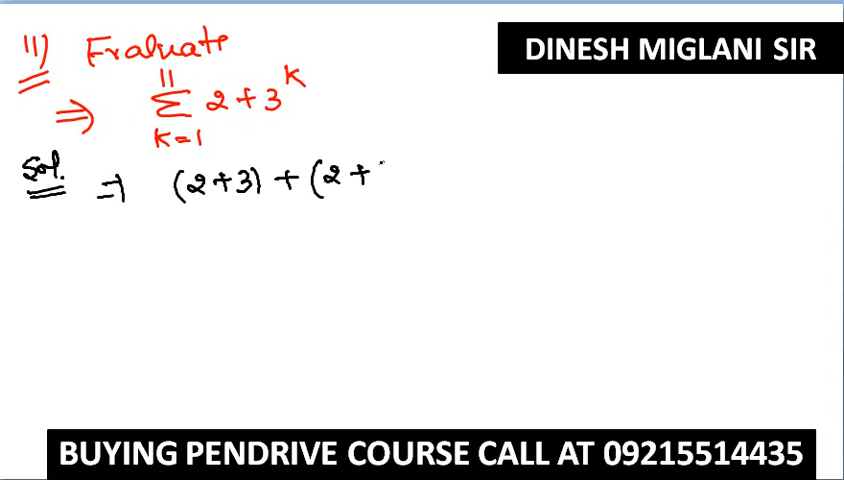 11) Evaluate
DINESH MIGLANI SIR
⇒ 11 Σ k=1 2 + 3^k
Sol. ⇒ (2+3) + (2 +
BUYING PENDRIVE COURSE CALL AT 09215514435